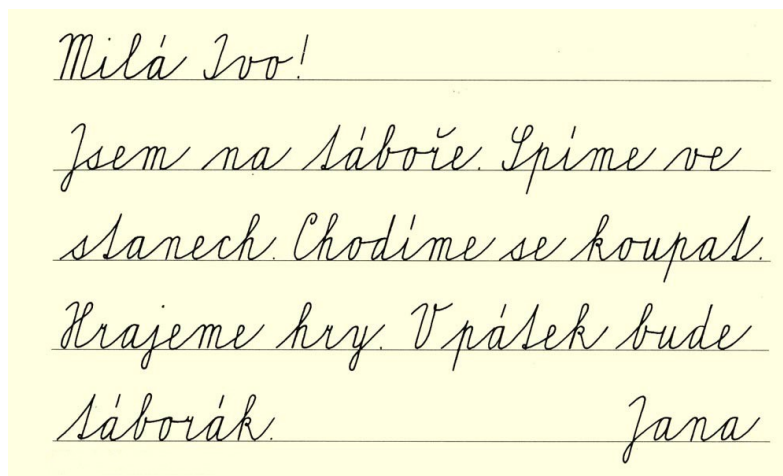 Milá Ivo!
Jsem na táboře. Spíme ve
stanech. Chodíme se koupat.
Hrajeme hry. V pátek bude
táborák. Jana